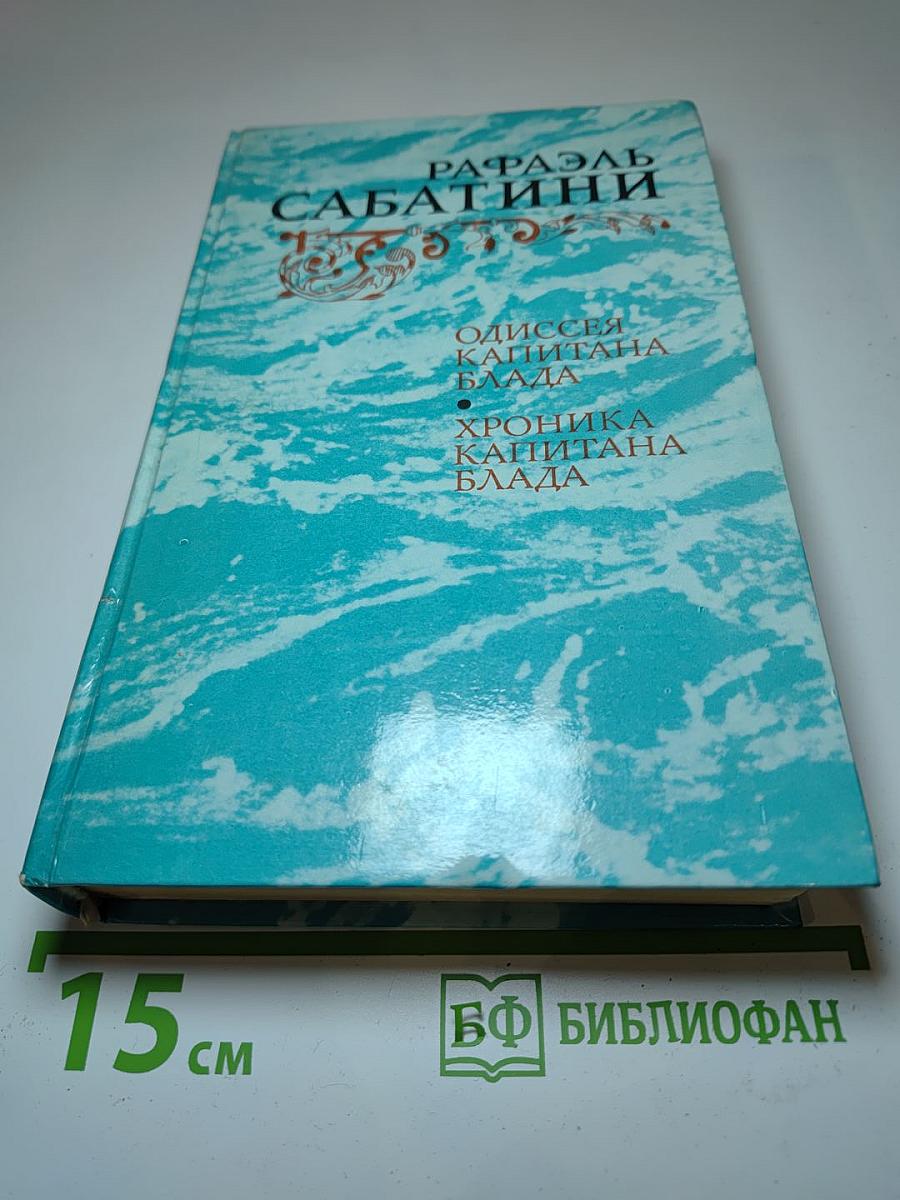 РАФАЭЛЬ
САБАТИНИ
ОДИССЕЯ
КАПИТАНА
БЛАДА
•
ХРОНИКА
КАПИТАНА
БЛАДА
15 см
БФ БИБЛИОФАН